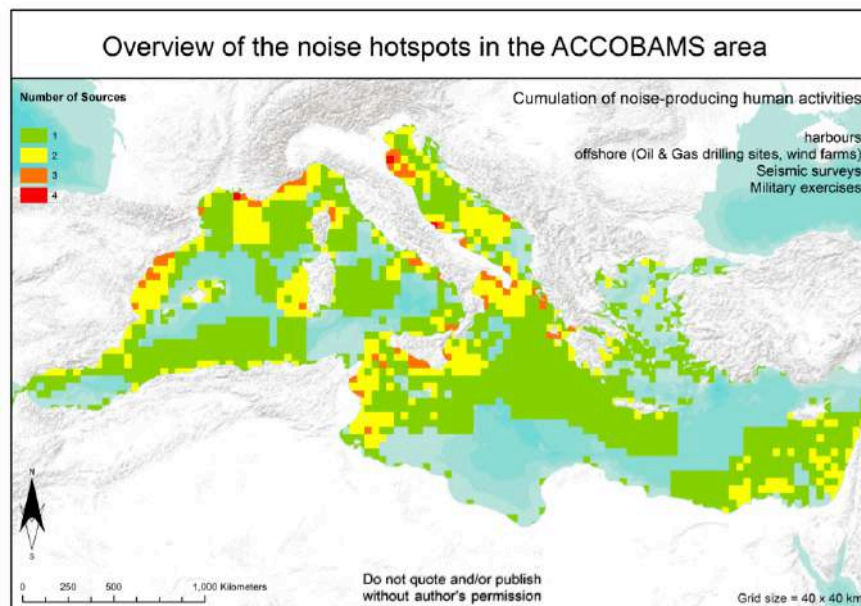 Overview of the noise hotspots in the ACCOBAMS area
Number of Sources
1
2
3
4
Cumulation of noise-producing human activities
harbours
offshore (Oil & Gas drilling sites, wind farms)
Seismic surveys
Military exercises
N
S
0 250 500 1,000 Kilometers
Do not quote and/or publish
without author's permission
Grid size = 40 x 40 km